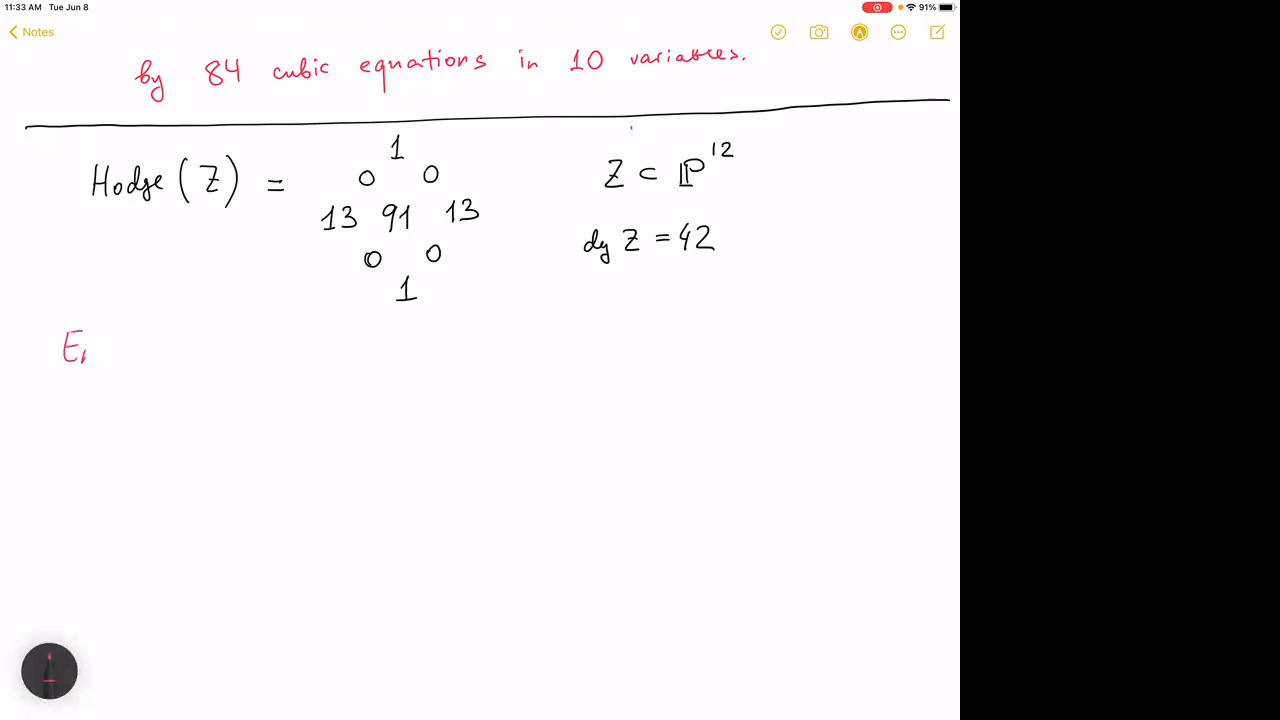 11:33 AM Tue Jun 8 91%
Notes
by 84 cubic equations in 10 variables.
Hodge (Z) =
1
0 0
13 91 13
0 0
1
Z ⊂ ℙ¹²
dg Z = 42